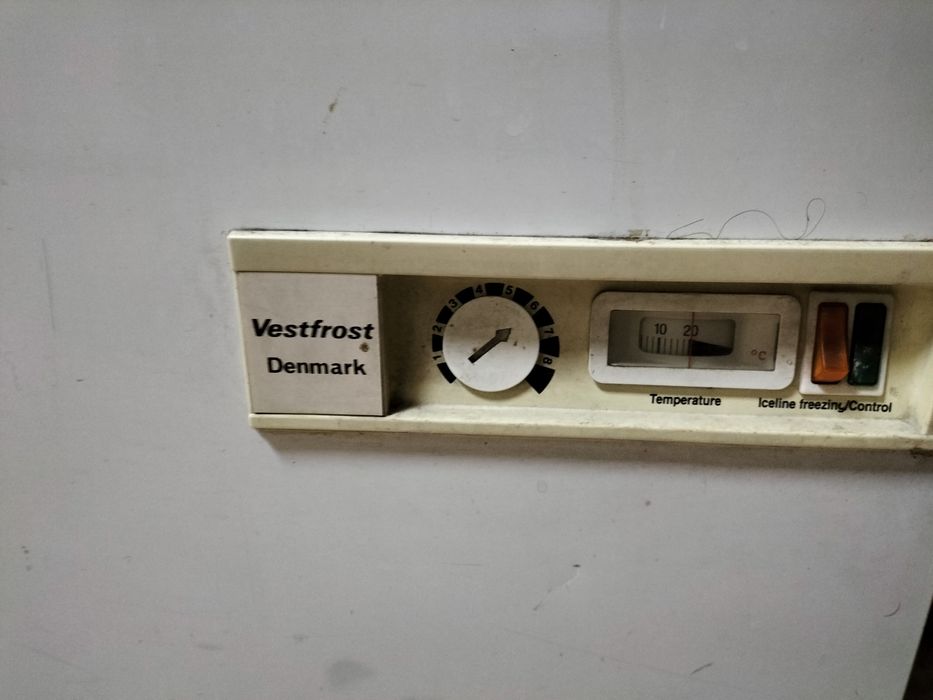 Vestfrost
Denmark
1 2 3 4 5 6 7 8
10 20
°C
Temperature
Iceline freezing/Control